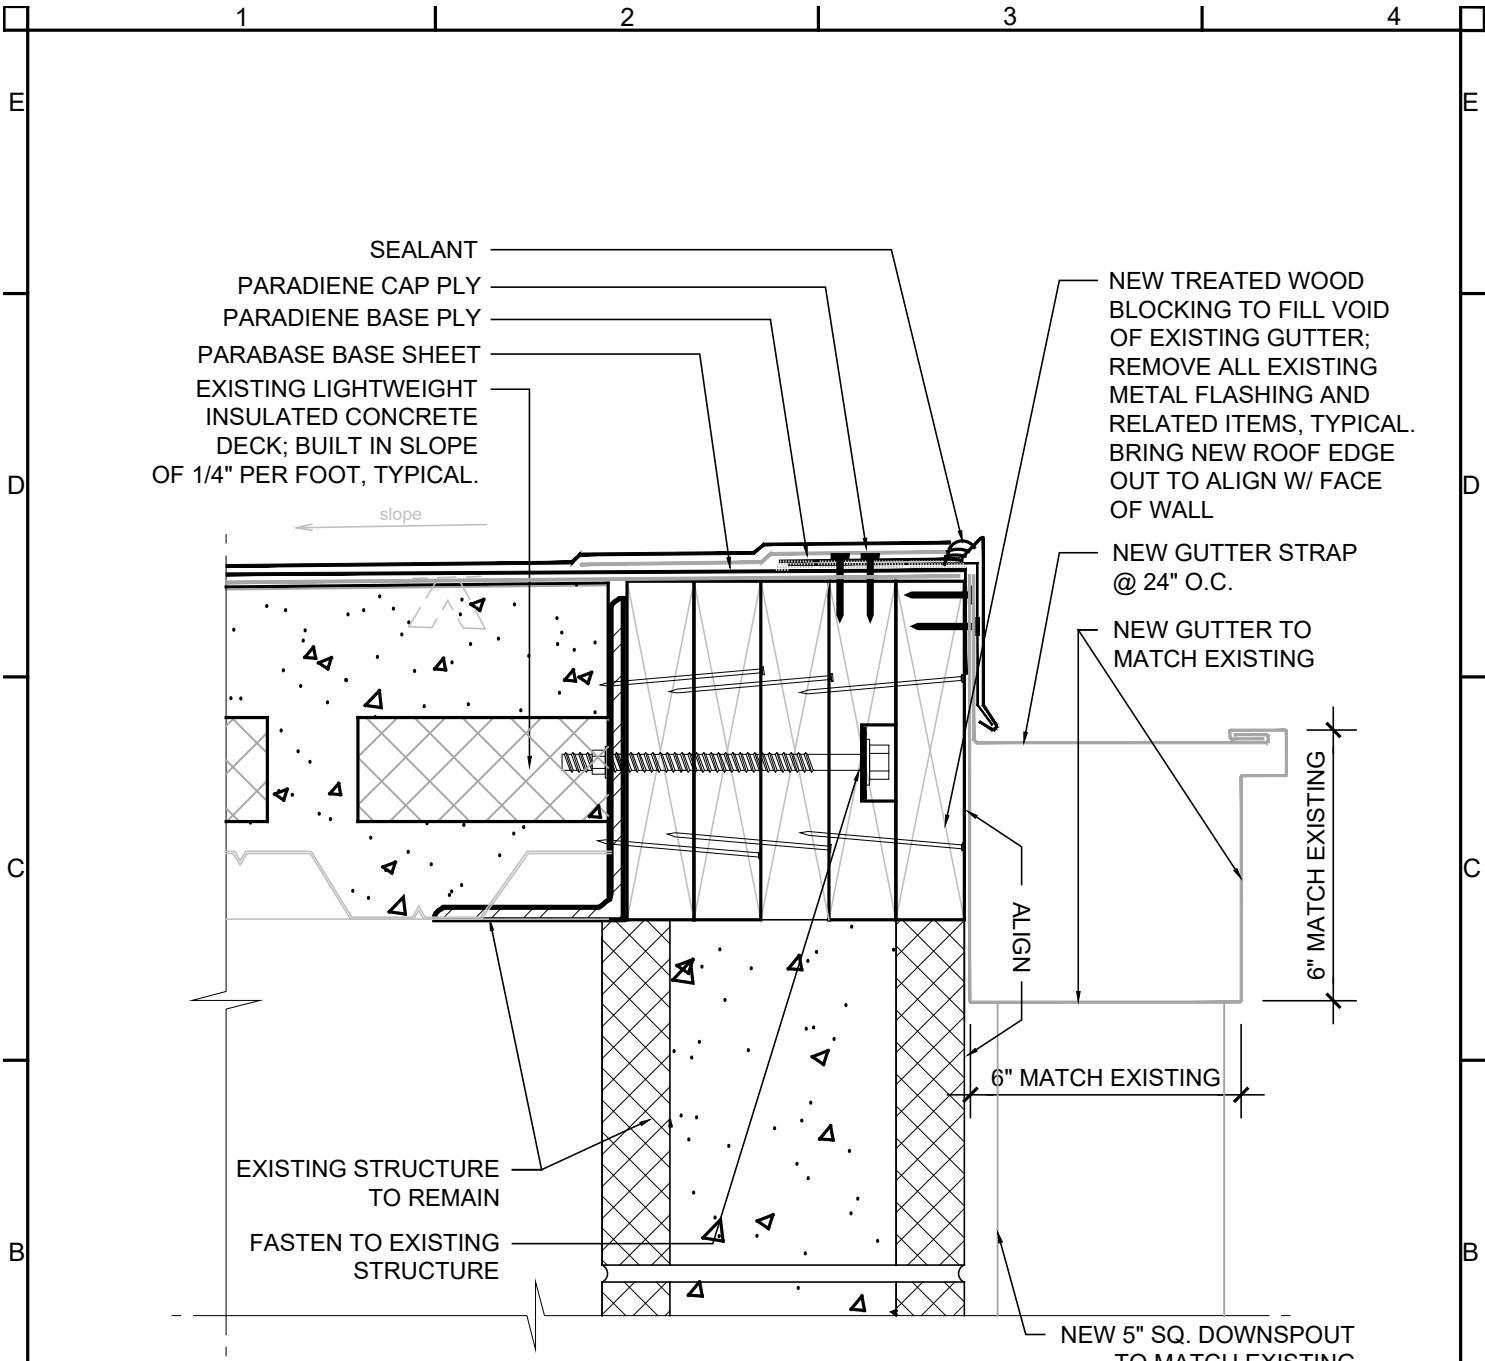 1 2 3 4
E E
SEALANT
PARADIENE CAP PLY
PARADIENE BASE PLY
PARABASE BASE SHEET
EXISTING LIGHTWEIGHT
INSULATED CONCRETE
DECK; BUILT IN SLOPE
OF 1/4" PER FOOT, TYPICAL.
NEW TREATED WOOD
BLOCKING TO FILL VOID
OF EXISTING GUTTER;
REMOVE ALL EXISTING
METAL FLASHING AND
RELATED ITEMS, TYPICAL.
BRING NEW ROOF EDGE
OUT TO ALIGN W/ FACE
OF WALL
D D
slope
NEW GUTTER STRAP
@ 24" O.C.
NEW GUTTER TO
MATCH EXISTING
6" MATCH EXISTING
C C
ALIGN
6" MATCH EXISTING
EXISTING STRUCTURE
TO REMAIN
FASTEN TO EXISTING
STRUCTURE
B B
NEW 5" SQ. DOWNSPOUT
TO MATCH EXISTING